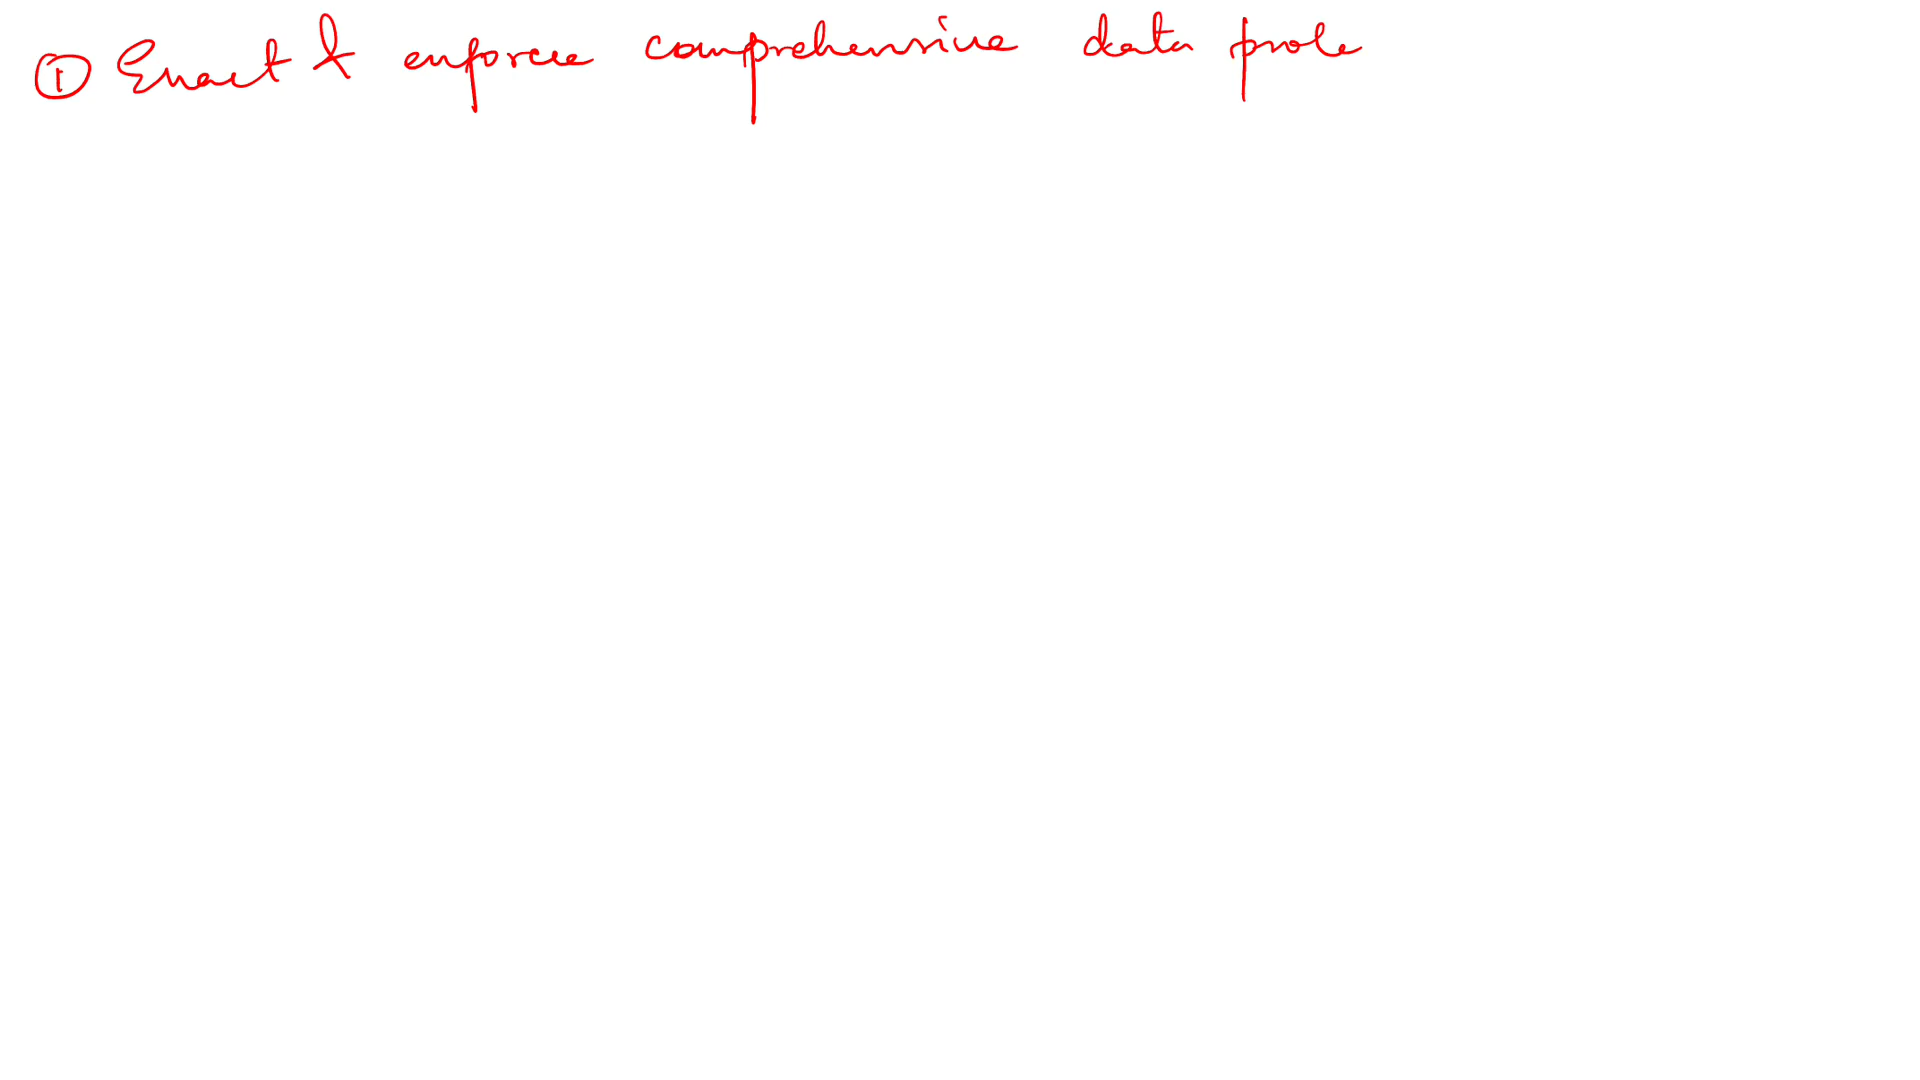 ① Enact & enforce comprehensive data prote